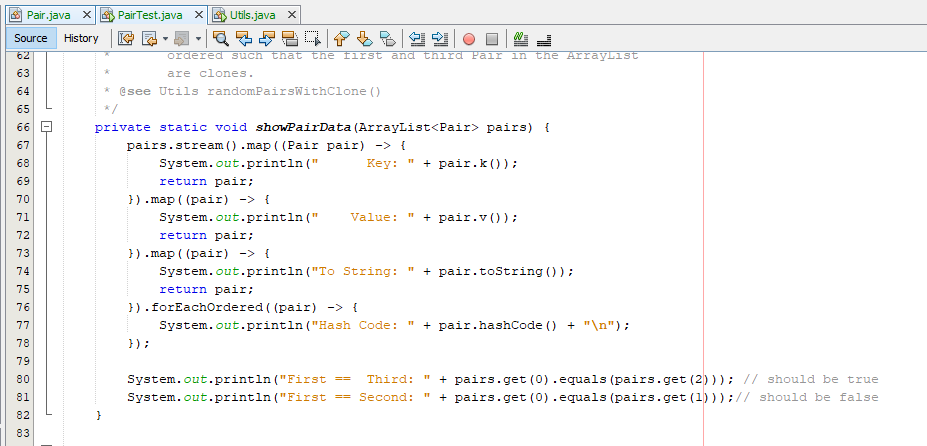 Pair.java × PairTest.java × Utils.java ×
Source History
62 * ordered such that the first and third Pair in the ArrayList
63 * are clones.
64 * @see Utils randomPairsWithClone()
65 */
66 private static void showPairData(ArrayList<Pair> pairs) {
67 pairs.stream().map((Pair pair) -> {
68 System.out.println("      Key: " + pair.k());
69 return pair;
70 }).map((pair) -> {
71 System.out.println("    Value: " + pair.v());
72 return pair;
73 }).map((pair) -> {
74 System.out.println("To String: " + pair.toString());
75 return pair;
76 }).forEachOrdered((pair) -> {
77 System.out.println("Hash Code: " + pair.hashCode() + "\n");
78 });
79
80 System.out.println("First ==  Third: " + pairs.get(0).equals(pairs.get(2))); // should be true
81 System.out.println("First == Second: " + pairs.get(0).equals(pairs.get(1)));// should be false
82 }
83